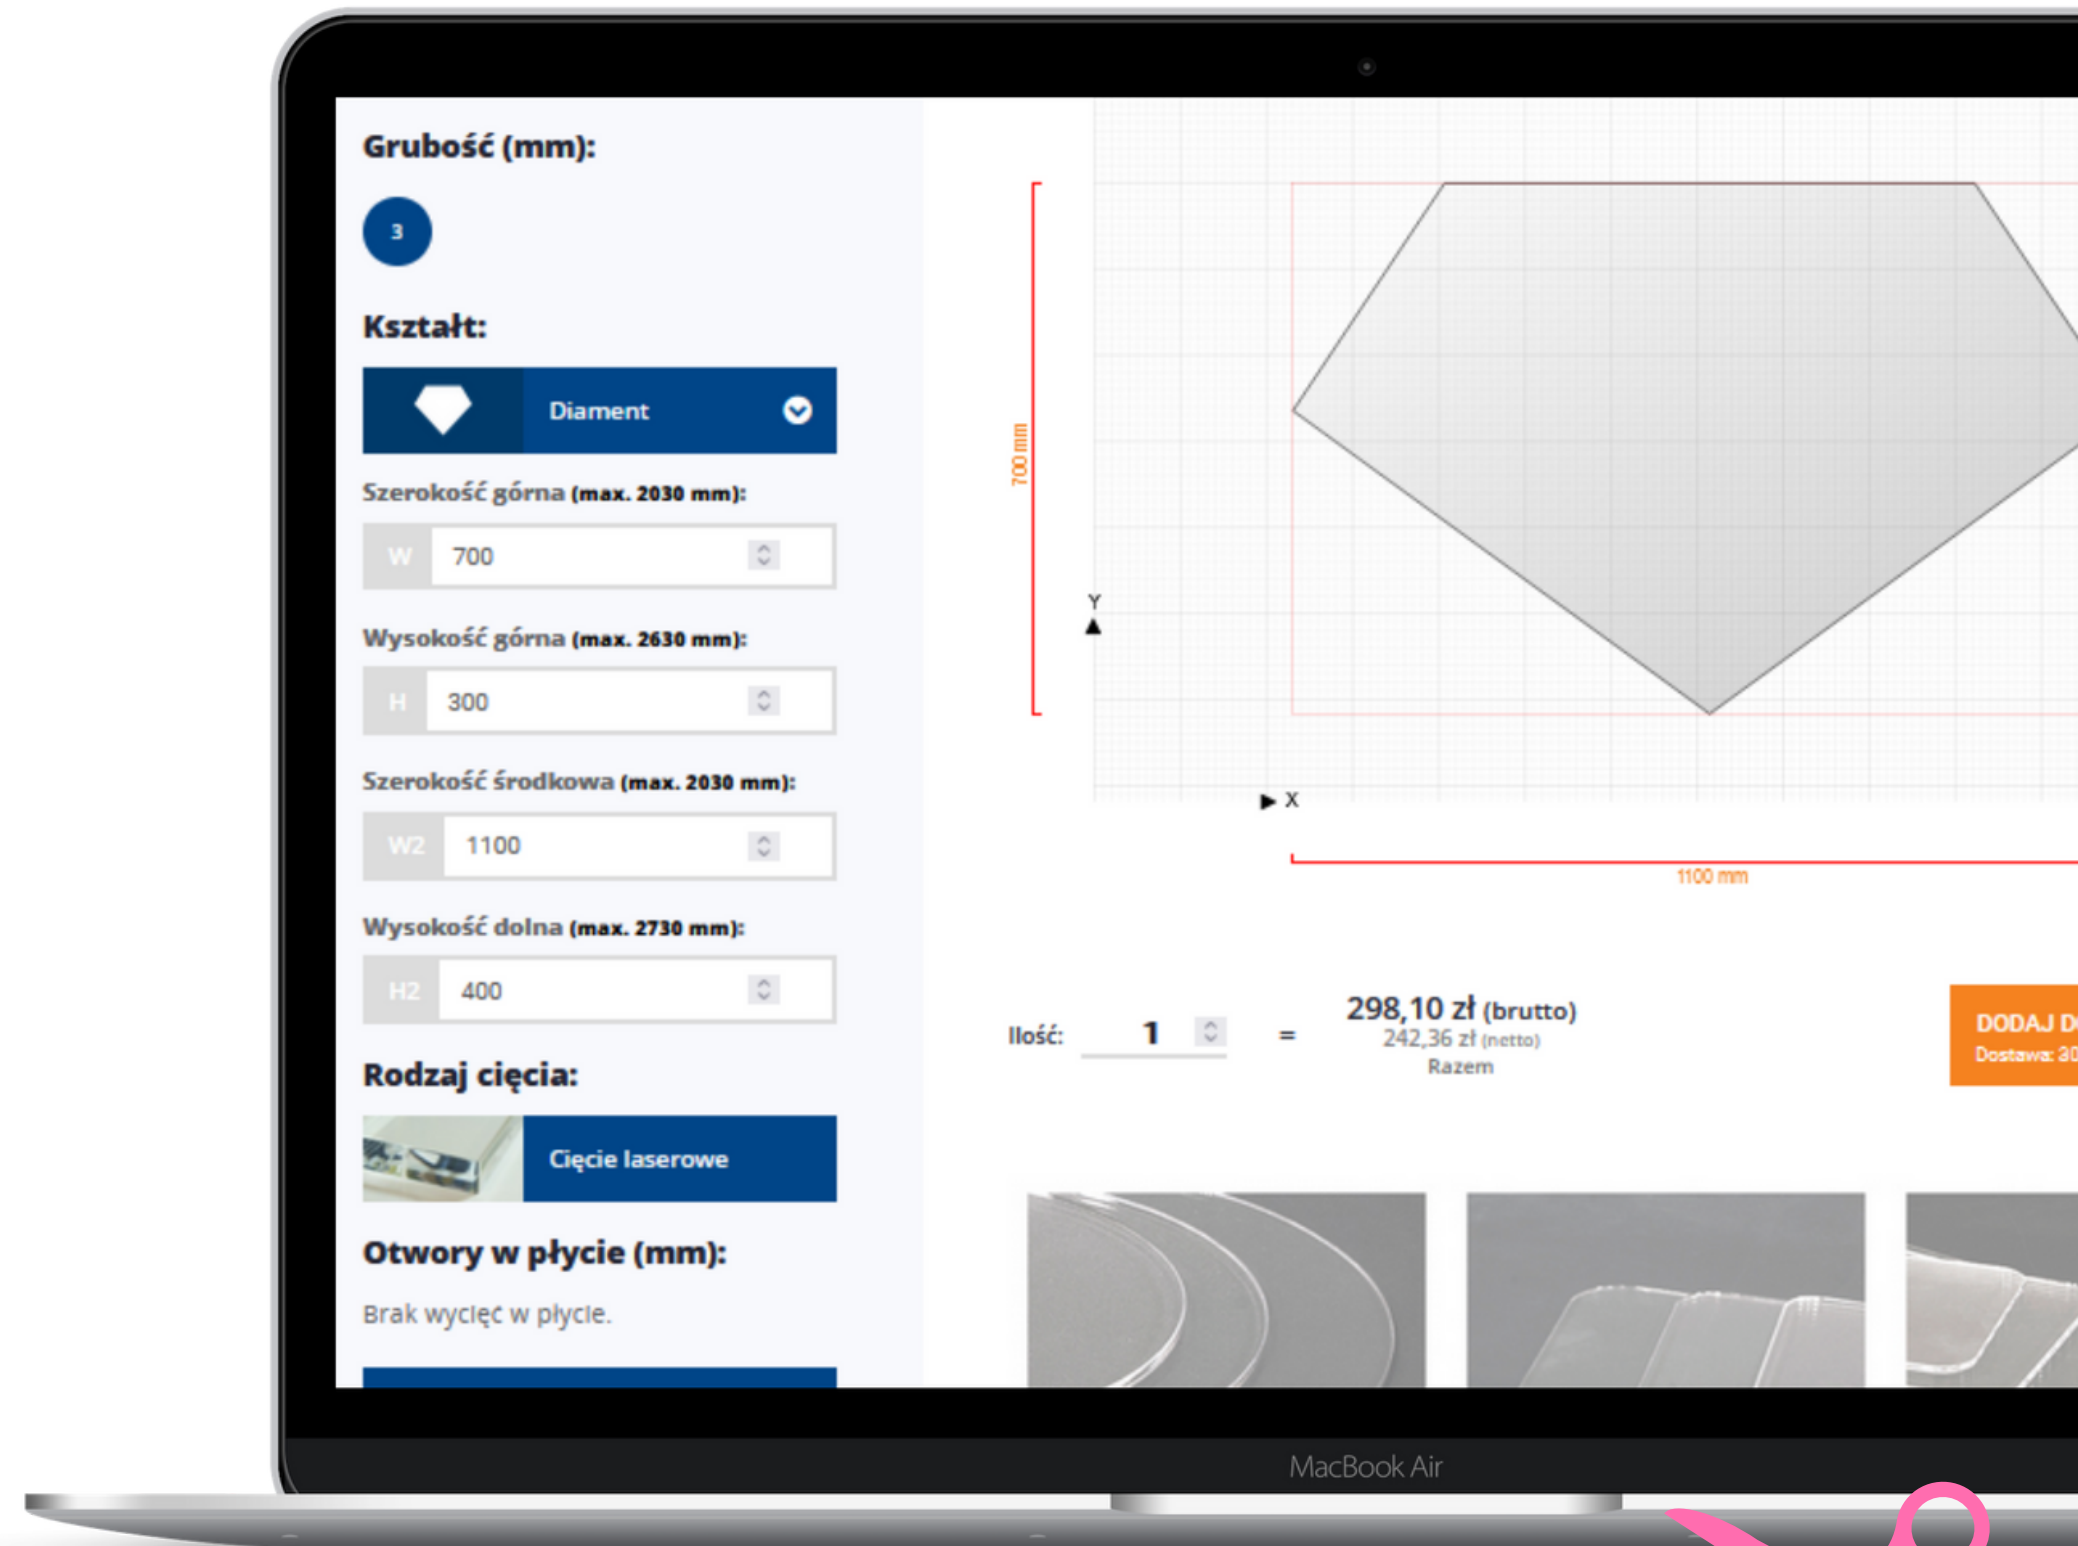 Grubość (mm):
3
Kształt:
Diament
Szerokość górna (max. 2030 mm):
W 700
Wysokość górna (max. 2630 mm):
H 300
Szerokość środkowa (max. 2030 mm):
W2 1100
Wysokość dolna (max. 2730 mm):
H2 400
Rodzaj cięcia:
Cięcie laserowe
Otwory w płycie (mm):
Brak wycięć w płycie.
700 mm
Y
X
1100 mm
Ilość: 1 = 298,10 zł (brutto)
242,36 zł (netto)
Razem
DODAJ D
Dostawa: 30
MacBook Air